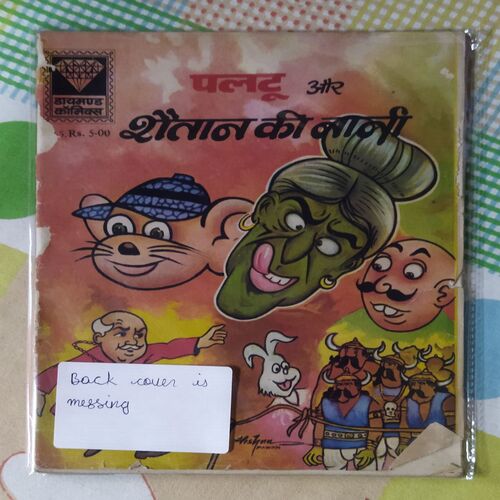 डायमण्ड
कॉमिक्स
Rs. 5-00
पलटू और
शैतान की नानी
Back cover is
messing